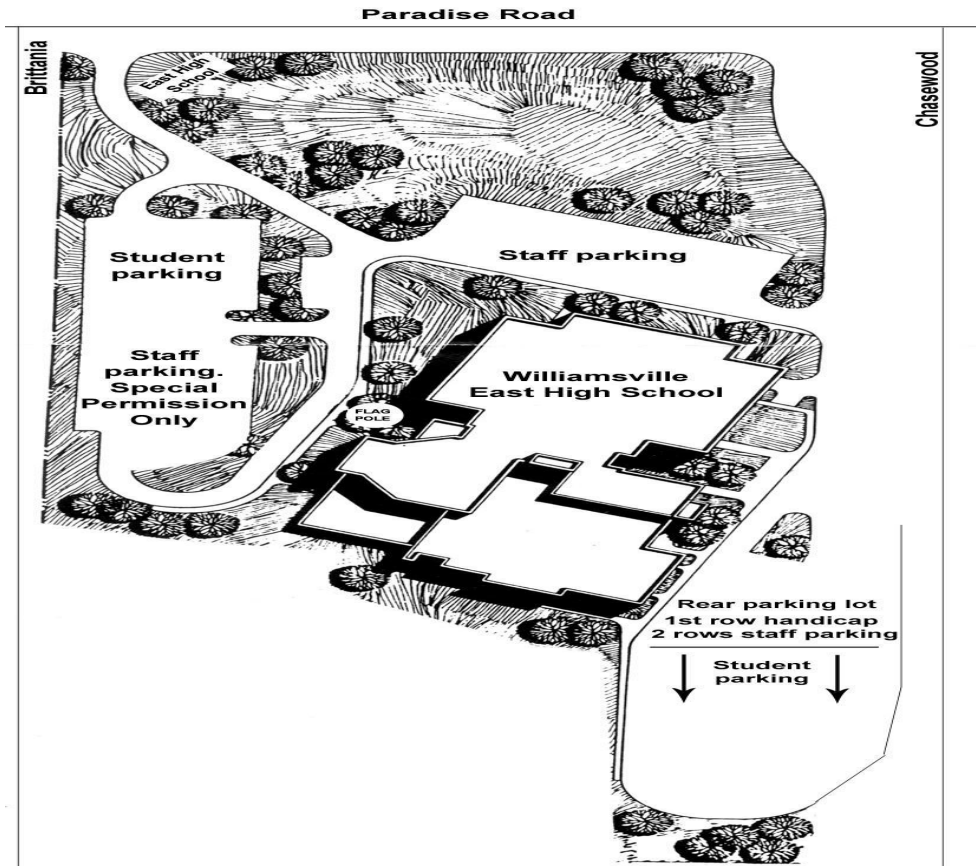 Paradise Road
Brittania
Chasewood
East High
School
Student
parking
Staff parking
Staff
parking.
Special
Permission
Only
Williamsville
East High School
FLAG
POLE
Rear parking lot
1st row handicap
2 rows staff parking
Student
parking